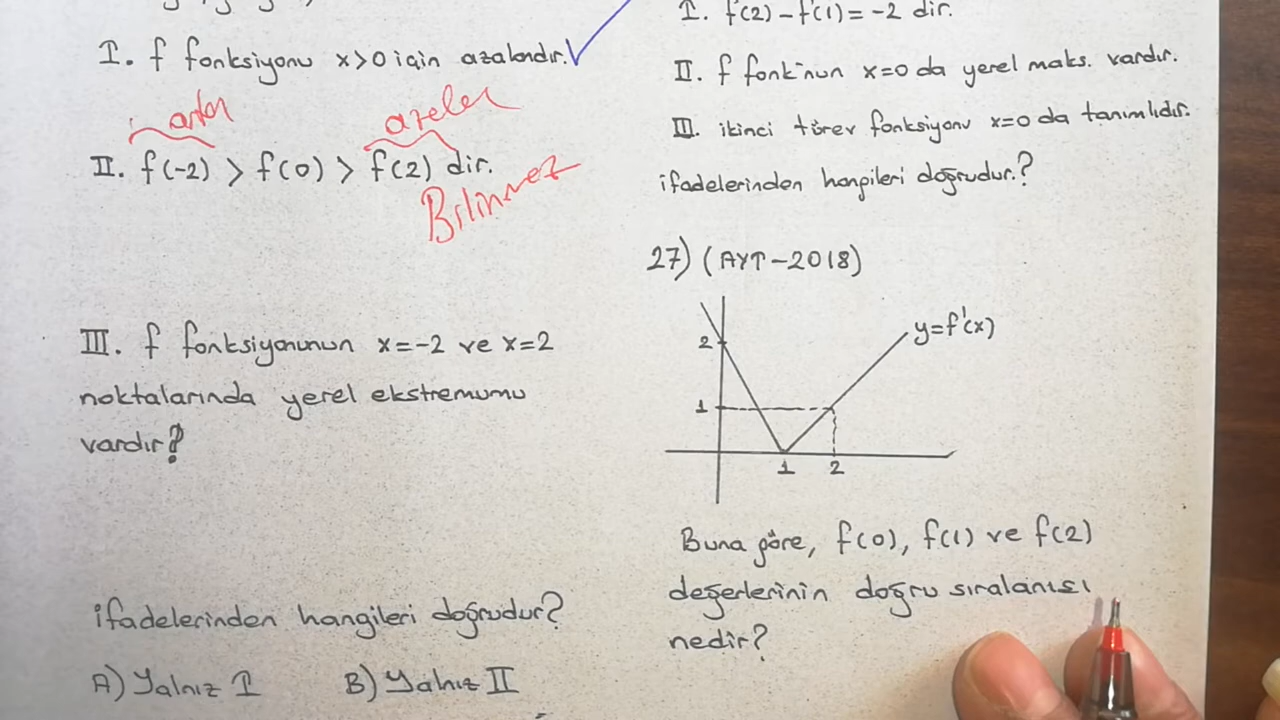 I. f fonksiyonu x>0 için azalandır.
artar
azalır
II. f(-2) > f(0) > f(2) dir.
Bilinmez
III. f fonksiyonunun x=-2 ve x=2
noktalarında yerel ekstremumu
vardır?
ifadelerinden hangileri doğrudur?
A) Yalnız I B) Yalnız II
I. f(2) - f(1) = -2 dir.
II. f fonk'nun x=0 da yerel maks. vardır.
III. ikinci türev fonksiyonu x=0 da tanımlıdır.
ifadelerinden hangileri doğrudur.?
27) (AYT-2018)
y=f'(x)
2
1
1 2
Buna göre, f(0), f(1) ve f(2)
değerlerinin doğru sıralanışı
nedir?